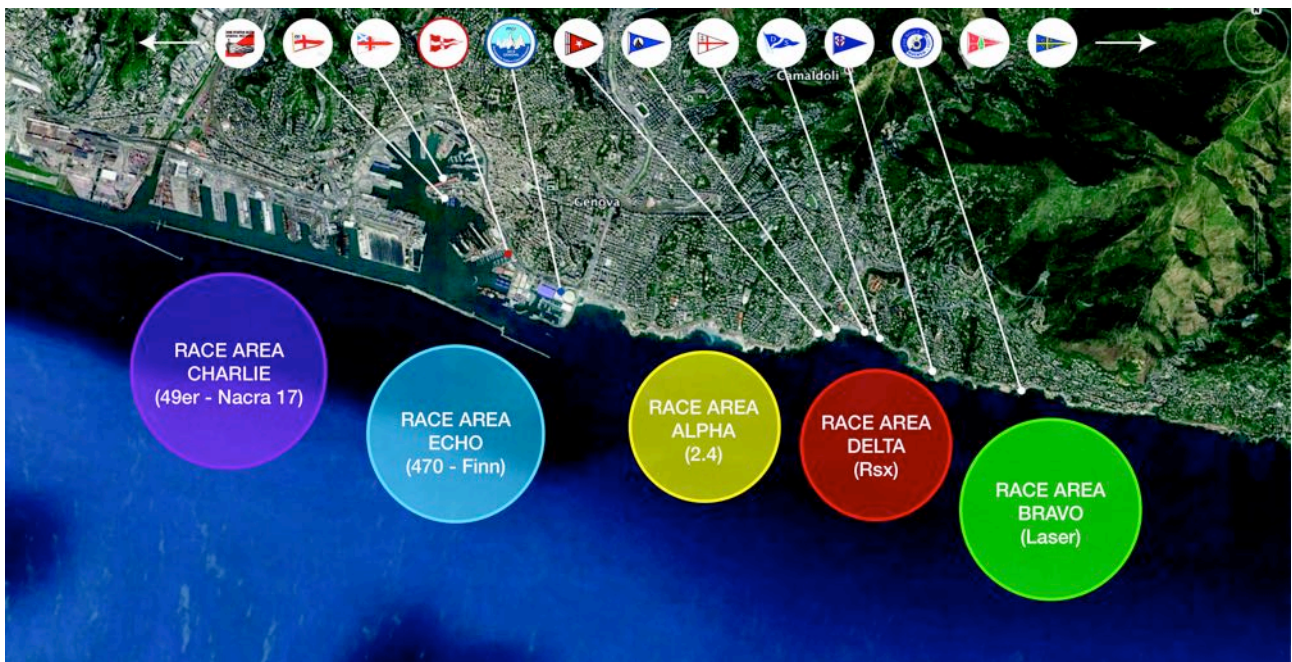 Camaldoli
Genova
RACE AREA
CHARLIE
(49er - Nacra 17)
RACE AREA
ECHO
(470 - Finn)
RACE AREA
ALPHA
(2.4)
RACE AREA
DELTA
(Rsx)
RACE AREA
BRAVO
(Laser)